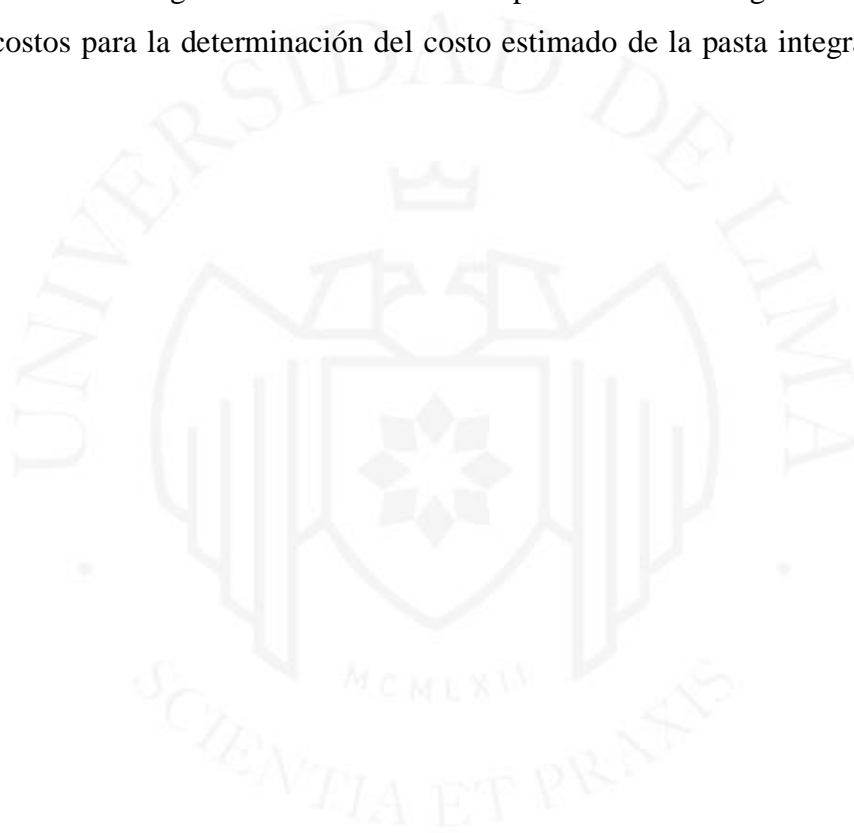 costos para la determinación del costo estimado de la pasta integra
UNIVERSIDAD DE LIMA
MCMLXII
SCIENTIA ET PRAXIS